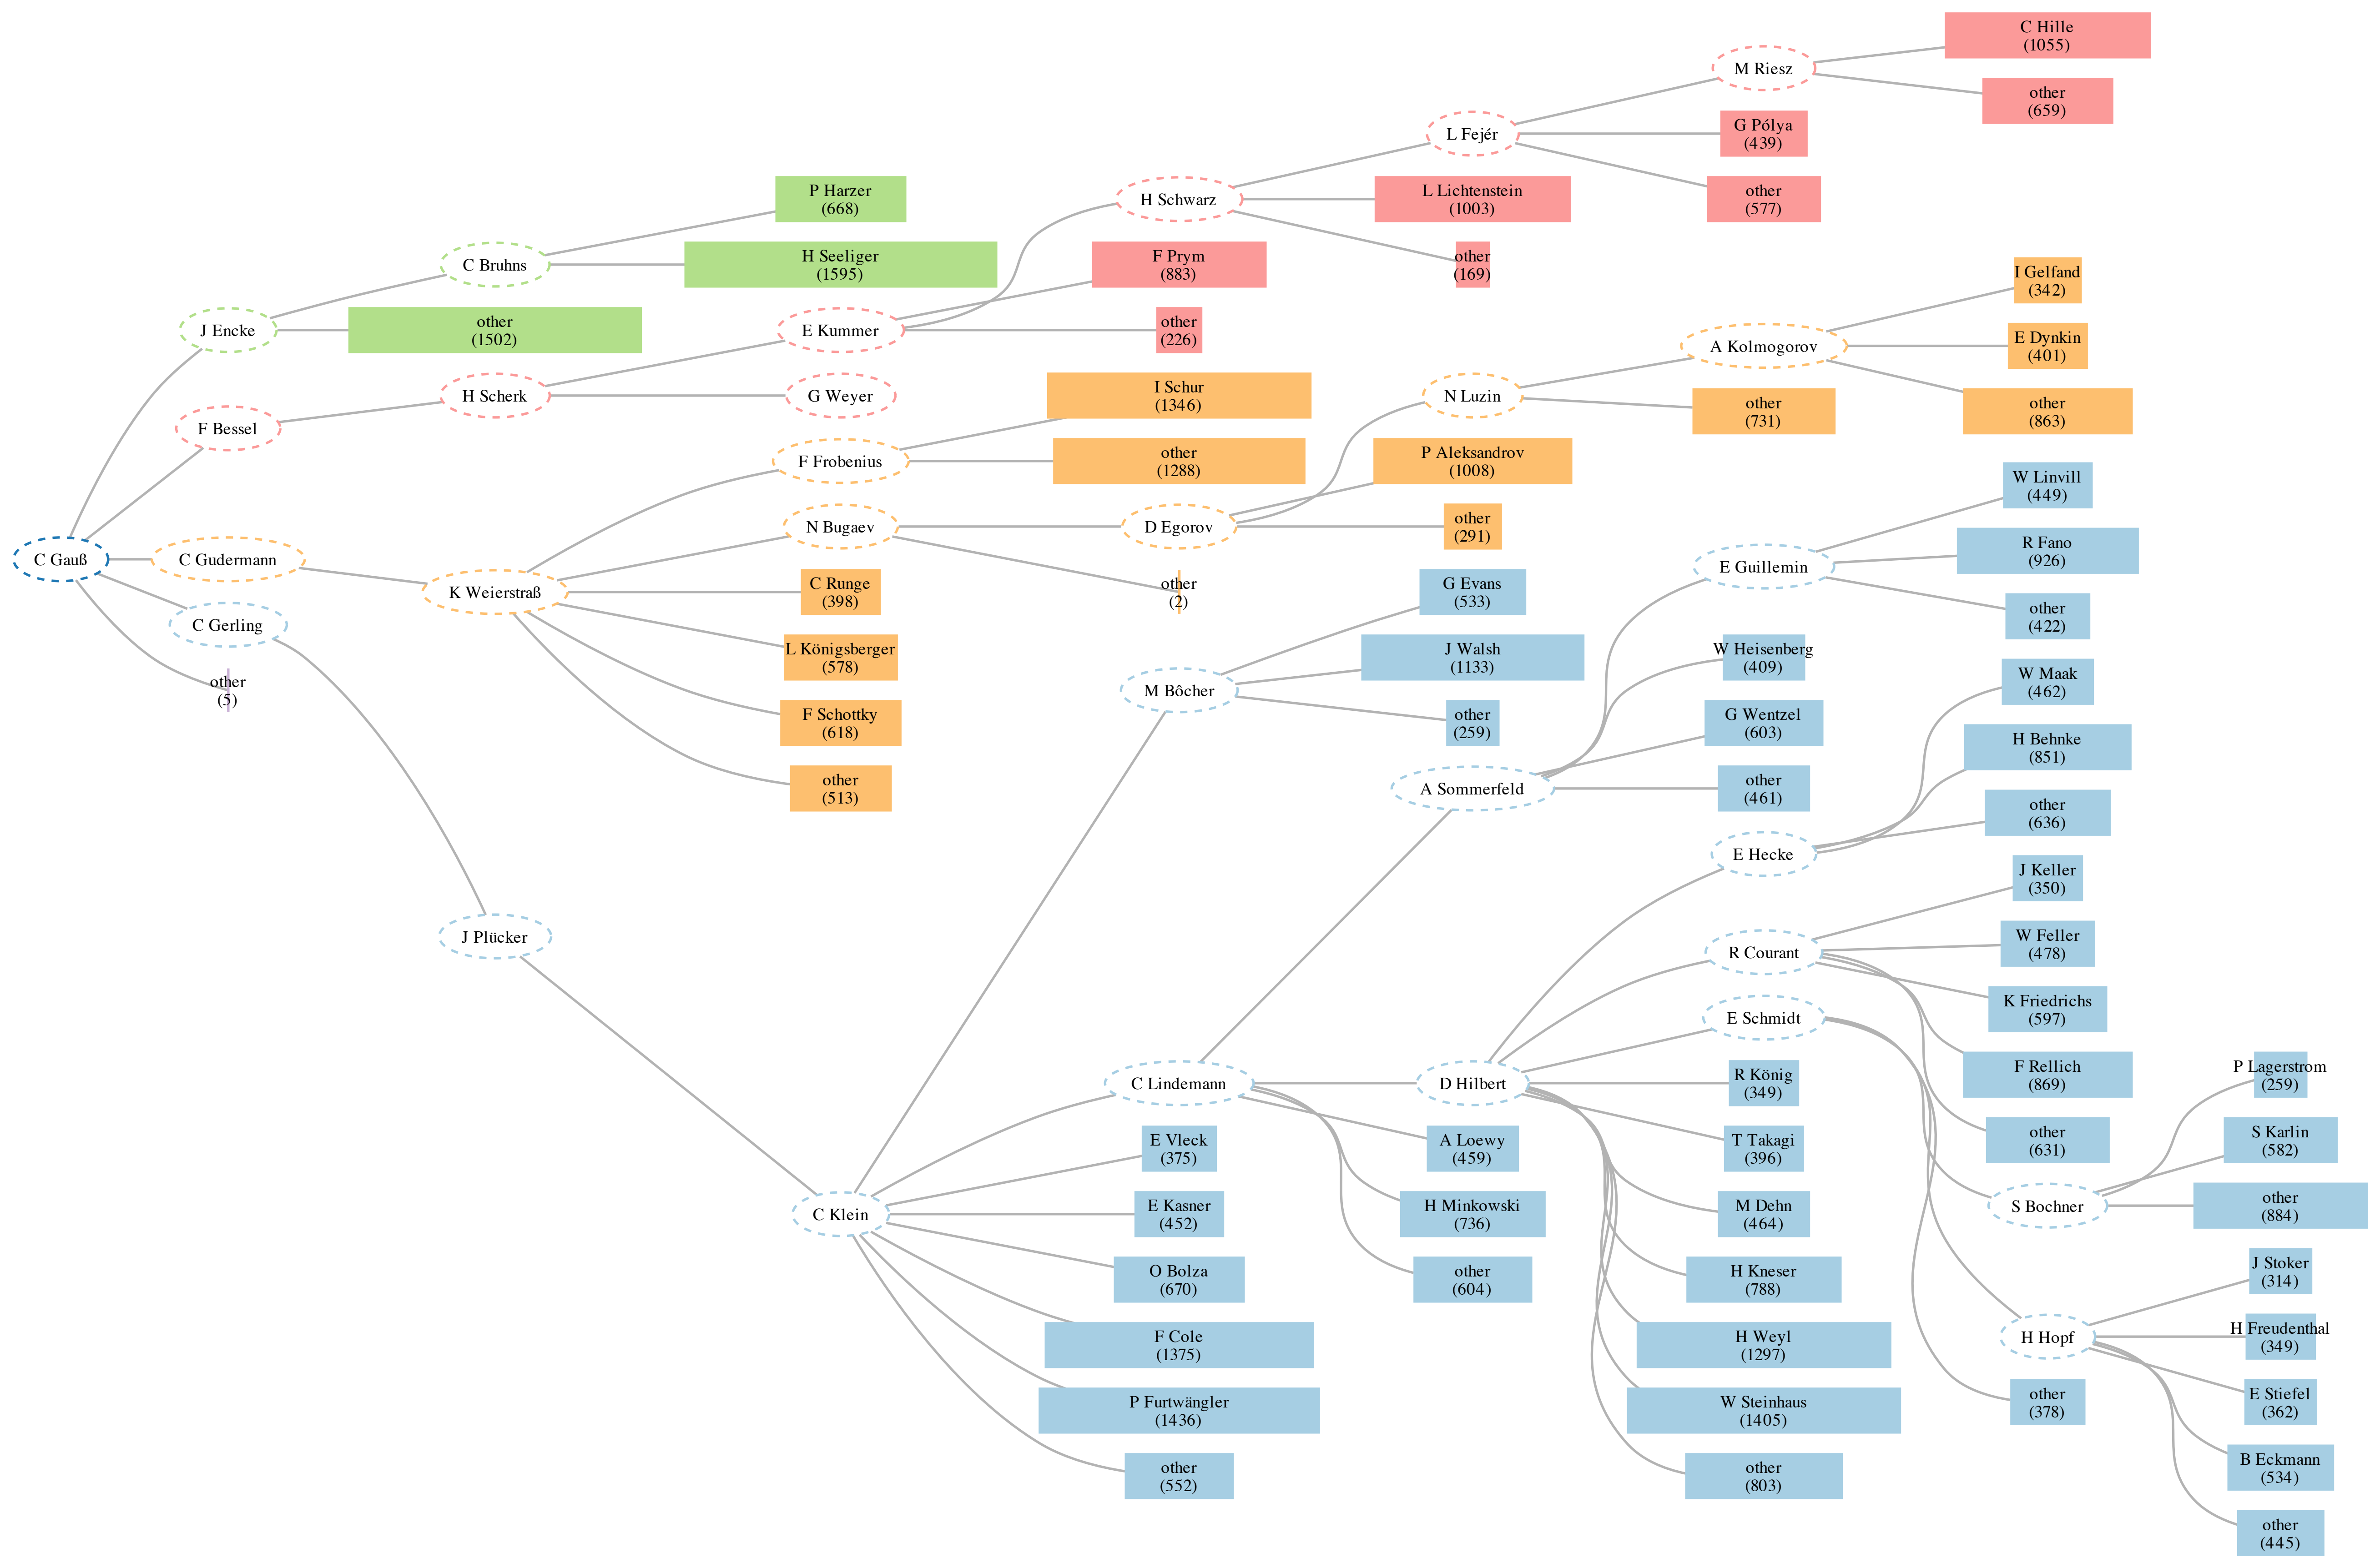 C Hille
(1055)
M Riesz
other
(659)
L Fejér
G Pólya
(439)
P Harzer
(668)
H Schwarz
L Lichtenstein
(1003)
other
(577)
C Bruhns
H Seeliger
(1595)
F Prym
(883)
other
(169)
I Gelfand
(342)
J Encke
other
(1502)
E Kummer
other
(226)
A Kolmogorov
E Dynkin
(401)
F Bessel
H Scherk
G Weyer
I Schur
(1346)
N Luzin
other
(731)
other
(863)
F Frobenius
other
(1288)
P Aleksandrov
(1008)
W Linvill
(449)
N Bugaev
D Egorov
other
(291)
C Gauß
C Gudermann
E Guillemin
R Fano
(926)
K Weierstraß
C Runge
(398)
other
(2)
G Evans
(533)
other
(422)
C Gerling
other
(5)
L Königsberger
(578)
J Walsh
(1133)
W Heisenberg
(409)
W Maak
(462)
M Bôcher
F Schottky
(618)
other
(259)
G Wentzel
(603)
H Behnke
(851)
other
(513)
A Sommerfeld
other
(461)
other
(636)
E Hecke
J Keller
(350)
J Plücker
R Courant
W Feller
(478)
E Schmidt
K Friedrichs
(597)
C Lindemann
D Hilbert
R König
(349)
F Rellich
(869)
P Lagerstrom
(259)
E Vleck
(375)
A Loewy
(459)
T Takagi
(396)
other
(631)
S Karlin
(582)
C Klein
E Kasner
(452)
H Minkowski
(736)
M Dehn
(464)
S Bochner
other
(884)
O Bolza
(670)
other
(604)
H Kneser
(788)
J Stoker
(314)
F Cole
(1375)
H Weyl
(1297)
H Hopf
H Freudenthal
(349)
P Furtwängler
(1436)
W Steinhaus
(1405)
other
(378)
E Stiefel
(362)
other
(552)
other
(803)
B Eckmann
(534)
other
(445)